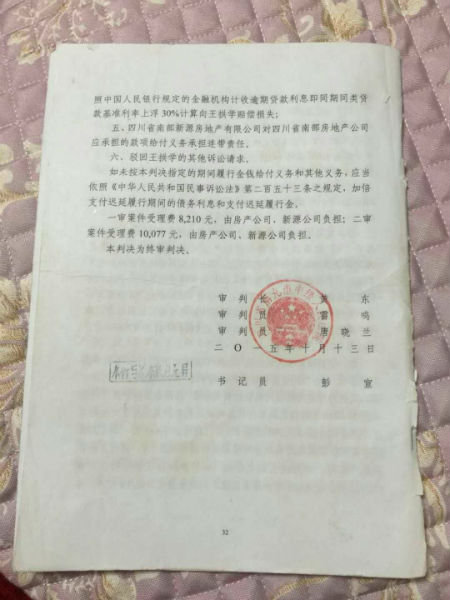 照中国人民银行规定的金融机构计收逾期贷款利息即同期同类贷
款基准利率上浮30%计算向王拱学赔偿损失；
五、四川省南部新源房地产有限公司对四川省南部房地产公司
应承担的款项给付义务承担连带责任。
六、驳回王拱学的其他诉讼请求。
如未按本判决指定的期间履行金钱给付义务和其他义务，应当
依照《中华人民共和国民事诉讼法》第二百五十三条之规定，加倍
支付迟延履行期间的债务利息和支付迟延履行金。
一审案件受理费8,210元，由房产公司、新源公司负担；二审
案件受理费10,077元，由房产公司、新源公司负担。
本判决为终审判决。
审 判 长 黄 东
审 判 员 雷 鸣
审 判 员 唐 晓 兰
二〇一五年十月十三日
书 记 员 彭 宣
32